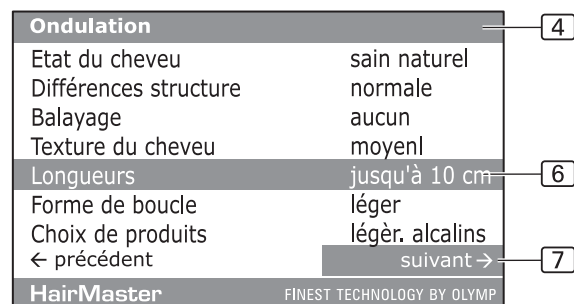 Ondulation 4
Etat du cheveu sain naturel
Différences structure normale
Balayage aucun
Texture du cheveu moyenl
Longueurs jusqu'à 10 cm 6
Forme de boucle léger
Choix de produits légèr. alcalins
← précédent suivant → 7
HairMaster FINEST TECHNOLOGY BY OLYMP